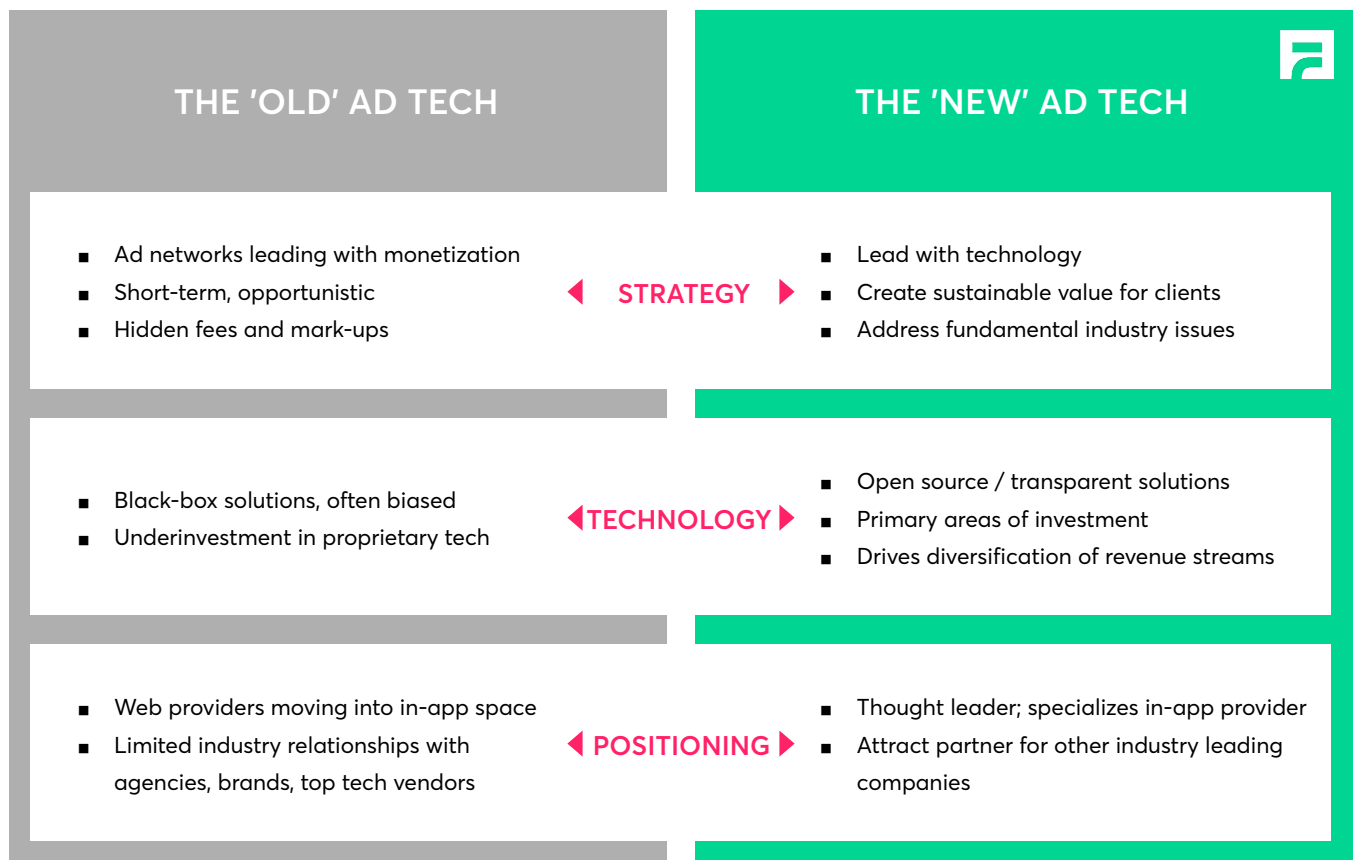 THE 'OLD' AD TECH
THE 'NEW' AD TECH
■ Ad networks leading with monetization
■ Short-term, opportunistic
■ Hidden fees and mark-ups
STRATEGY
■ Lead with technology
■ Create sustainable value for clients
■ Address fundamental industry issues
■ Black-box solutions, often biased
■ Underinvestment in proprietary tech
TECHNOLOGY
■ Open source / transparent solutions
■ Primary areas of investment
■ Drives diversification of revenue streams
■ Web providers moving into in-app space
■ Limited industry relationships with
agencies, brands, top tech vendors
POSITIONING
■ Thought leader; specializes in-app provider
■ Attract partner for other industry leading
companies